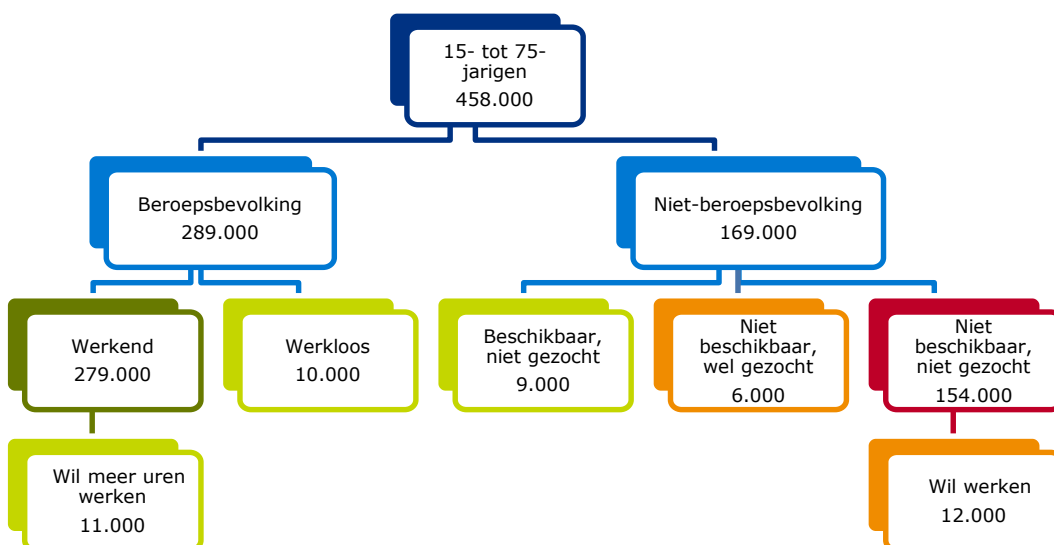 15- tot 75-
jarigen
458.000
Beroepsbevolking
289.000
Niet-beroepsbevolking
169.000
Werkend
279.000
Werkloos
10.000
Beschikbaar,
niet gezocht
9.000
Niet
beschikbaar,
wel gezocht
6.000
Niet
beschikbaar,
niet gezocht
154.000
Wil meer uren
werken
11.000
Wil werken
12.000